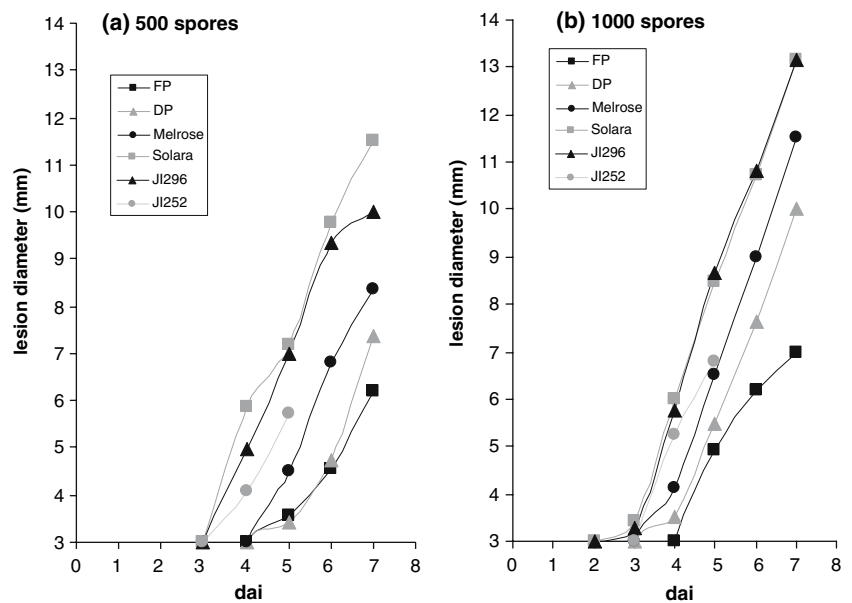 (a) 500 spores
14
13
12
11
10
9
8
7
6
5
4
3
lesion diameter (mm)
FP
DP
Melrose
Solara
JI296
JI252
0 1 2 3 4 5 6 7 8
dai
(b) 1000 spores
14
13
12
11
10
9
8
7
6
5
4
3
lesion diameter (mm)
FP
DP
Melrose
Solara
JI296
JI252
0 1 2 3 4 5 6 7 8
dai